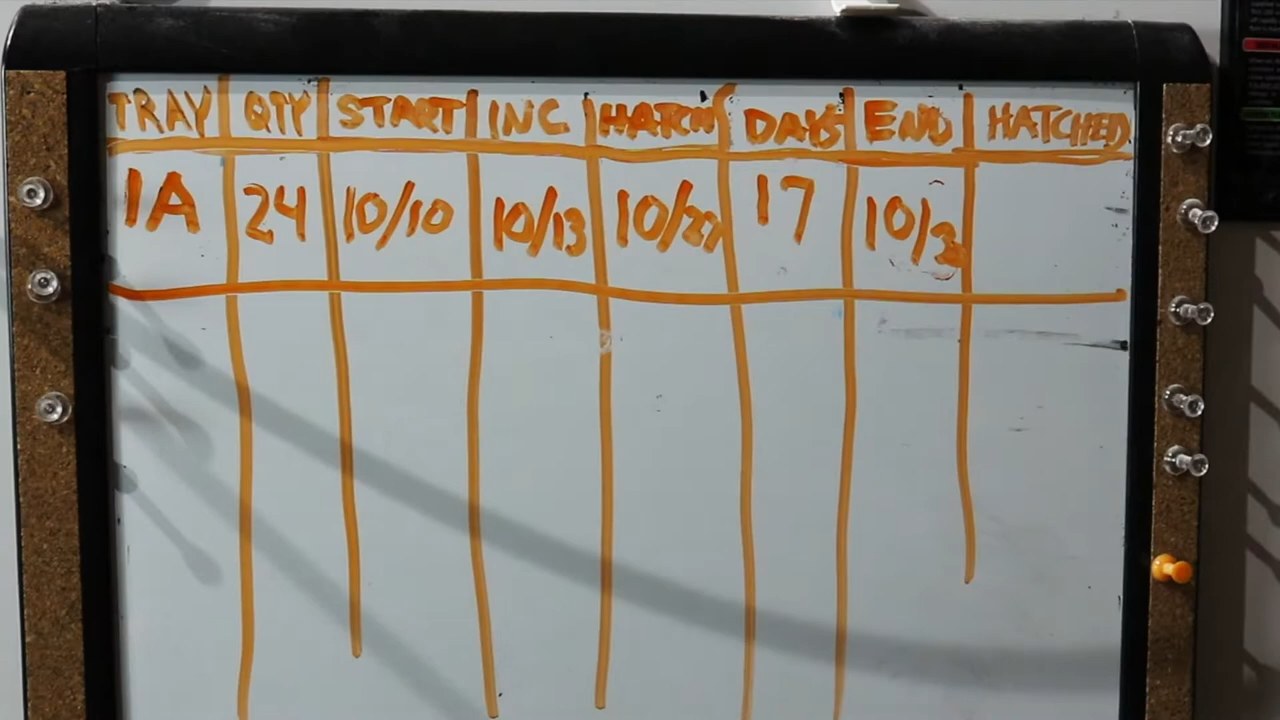 TRAY QTY START INC HATCH DAYS END HATCHED
1A 24 10/10 10/13 10/27 17